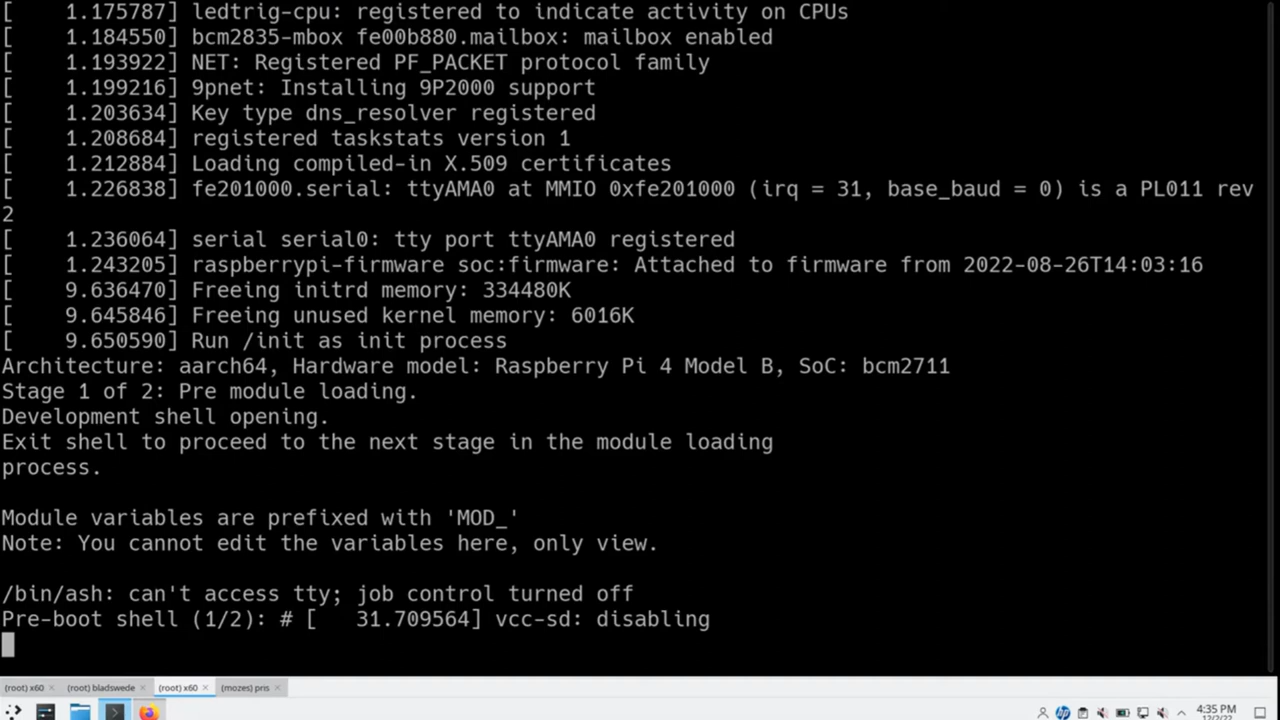 [    1.175787] ledtrig-cpu: registered to indicate activity on CPUs
[    1.184550] bcm2835-mbox fe00b880.mailbox: mailbox enabled
[    1.193922] NET: Registered PF_PACKET protocol family
[    1.199216] 9pnet: Installing 9P2000 support
[    1.203634] Key type dns_resolver registered
[    1.208684] registered taskstats version 1
[    1.212884] Loading compiled-in X.509 certificates
[    1.226838] fe201000.serial: ttyAMA0 at MMIO 0xfe201000 (irq = 31, base_baud = 0) is a PL011 rev
2
[    1.236064] serial serial0: tty port ttyAMA0 registered
[    1.243205] raspberrypi-firmware soc:firmware: Attached to firmware from 2022-08-26T14:03:16
[    9.636470] Freeing initrd memory: 334480K
[    9.645846] Freeing unused kernel memory: 6016K
[    9.650590] Run /init as init process
Architecture: aarch64, Hardware model: Raspberry Pi 4 Model B, SoC: bcm2711
Stage 1 of 2: Pre module loading.
Development shell opening.
Exit shell to proceed to the next stage in the module loading
process.
Module variables are prefixed with 'MOD_'
Note: You cannot edit the variables here, only view.
/bin/ash: can't access tty; job control turned off
Pre-boot shell (1/2): # [   31.709564] vcc-sd: disabling
(root) x60 (root) bladswede (root) x60 (mozes) pris
4:35 PM
12/2/22